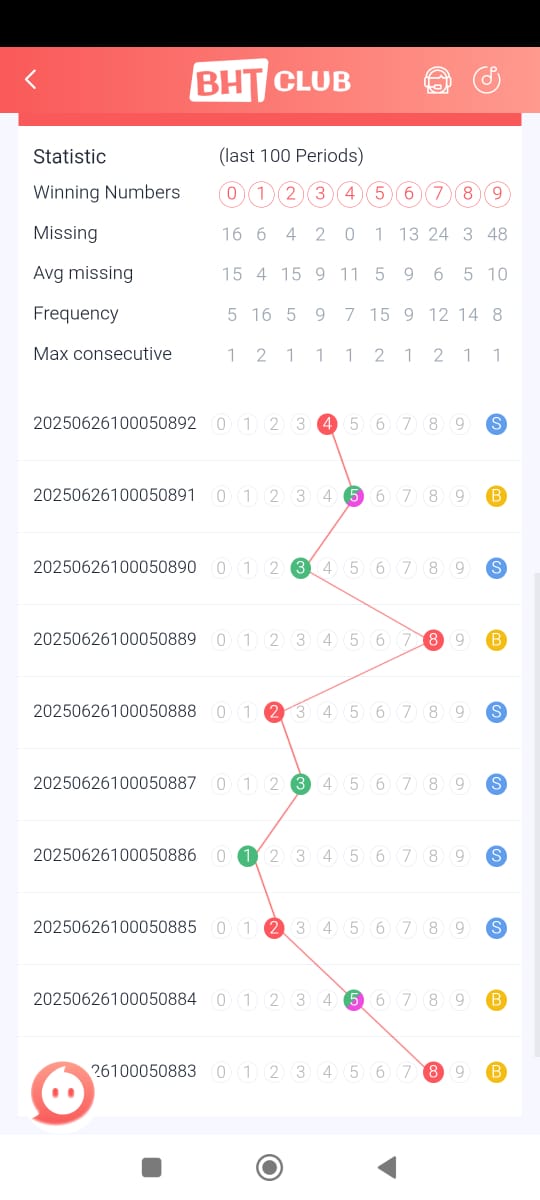 BHT CLUB
Statistic (last 100 Periods)
Winning Numbers 0 1 2 3 4 5 6 7 8 9
Missing 16 6 4 2 0 1 13 24 3 48
Avg missing 15 4 15 9 11 5 9 6 5 10
Frequency 5 16 5 9 7 15 9 12 14 8
Max consecutive 1 2 1 1 1 2 1 2 1 1
20250626100050892 0 1 2 3 4 5 6 7 8 9 S
20250626100050891 0 1 2 3 4 5 6 7 8 9 B
20250626100050890 0 1 2 3 4 5 6 7 8 9 S
20250626100050889 0 1 2 3 4 5 6 7 8 9 B
20250626100050888 0 1 2 3 4 5 6 7 8 9 S
20250626100050887 0 1 2 3 4 5 6 7 8 9 S
20250626100050886 0 1 2 3 4 5 6 7 8 9 S
20250626100050885 0 1 2 3 4 5 6 7 8 9 S
20250626100050884 0 1 2 3 4 5 6 7 8 9 B
26100050883 0 1 2 3 4 5 6 7 8 9 B